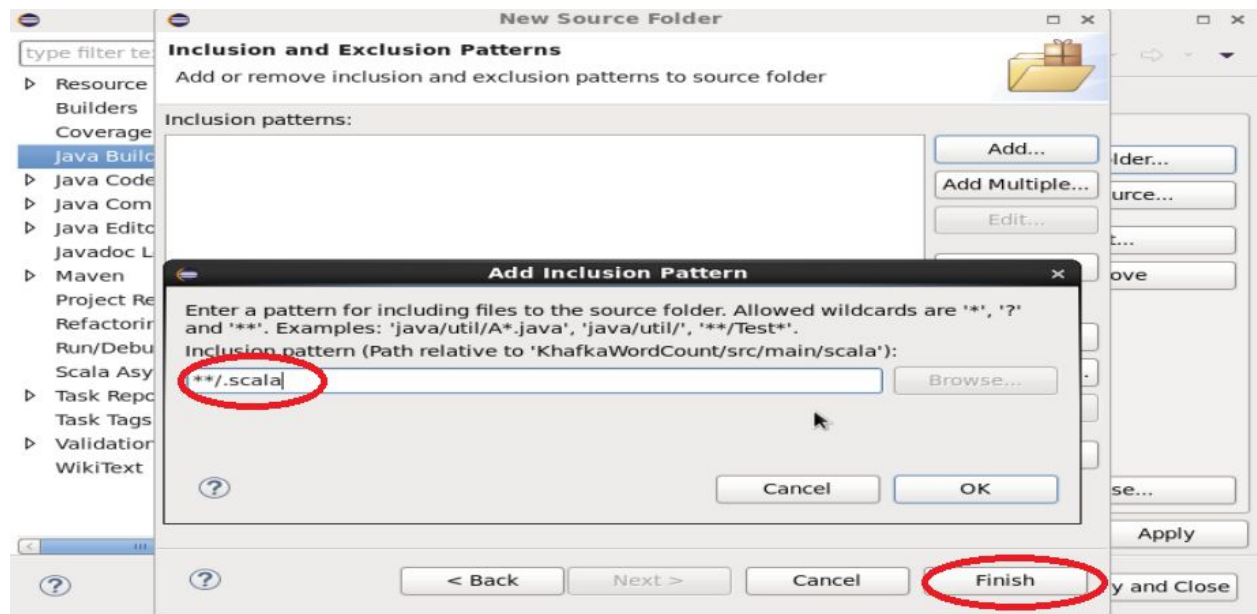 New Source Folder
type filter te
Inclusion and Exclusion Patterns
Add or remove inclusion and exclusion patterns to source folder
Resource
Builders
Coverage
Java Builc
Java Code
Java Com
Java Edito
Javadoc L
Maven
Project Re
Refactorin
Run/Debu
Scala Asy
Task Repo
Task Tags
Validation
WikiText
Inclusion patterns:
Add...
Add Multiple...
Edit...
lder...
urce...
t...
ove
Add Inclusion Pattern
Enter a pattern for including files to the source folder. Allowed wildcards are '*', '?'
and '**'. Examples: 'java/util/A*.java', 'java/util/', '**/Test*'.
Inclusion pattern (Path relative to 'KhafkaWordCount/src/main/scala'):
**/.scala
Browse...
Cancel
OK
se...
Apply
< Back
Next >
Cancel
Finish
y and Close